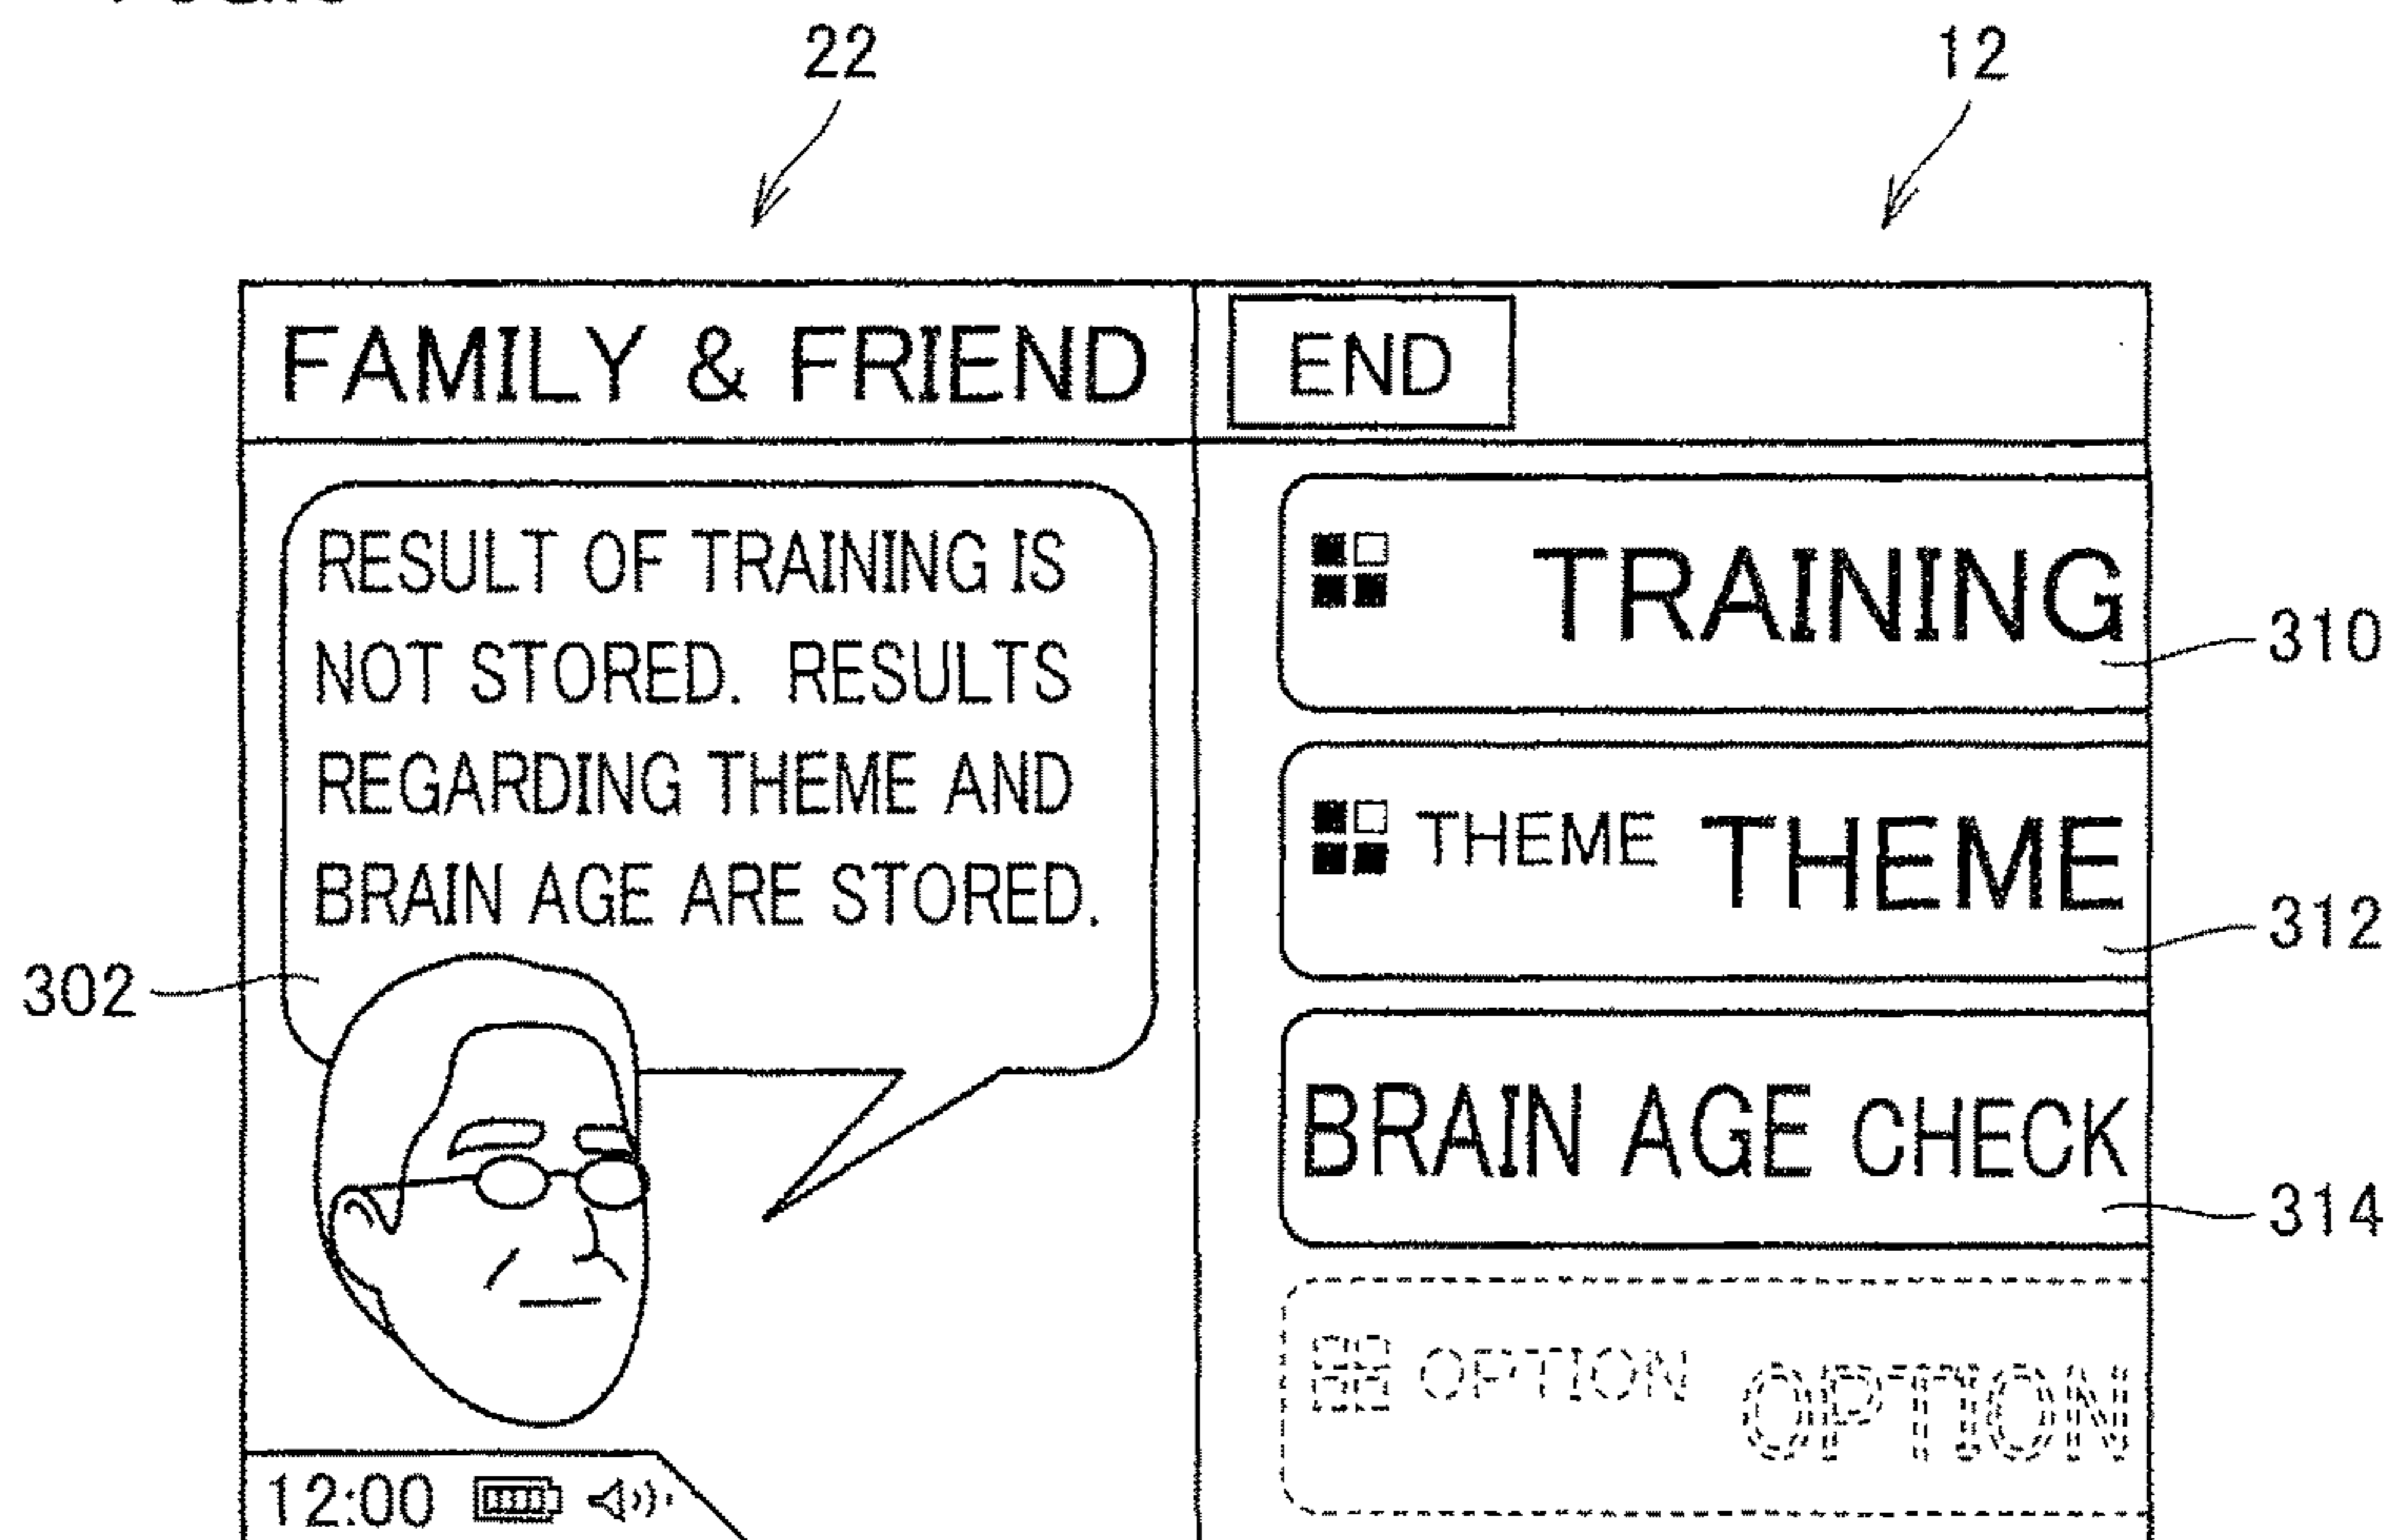 22
12
FAMILY & FRIEND
END
RESULT OF TRAINING IS
NOT STORED. RESULTS
REGARDING THEME AND
BRAIN AGE ARE STORED.
302
TRAINING
310
THEME THEME
312
BRAIN AGE CHECK
314
OPTION OPTION
12:00